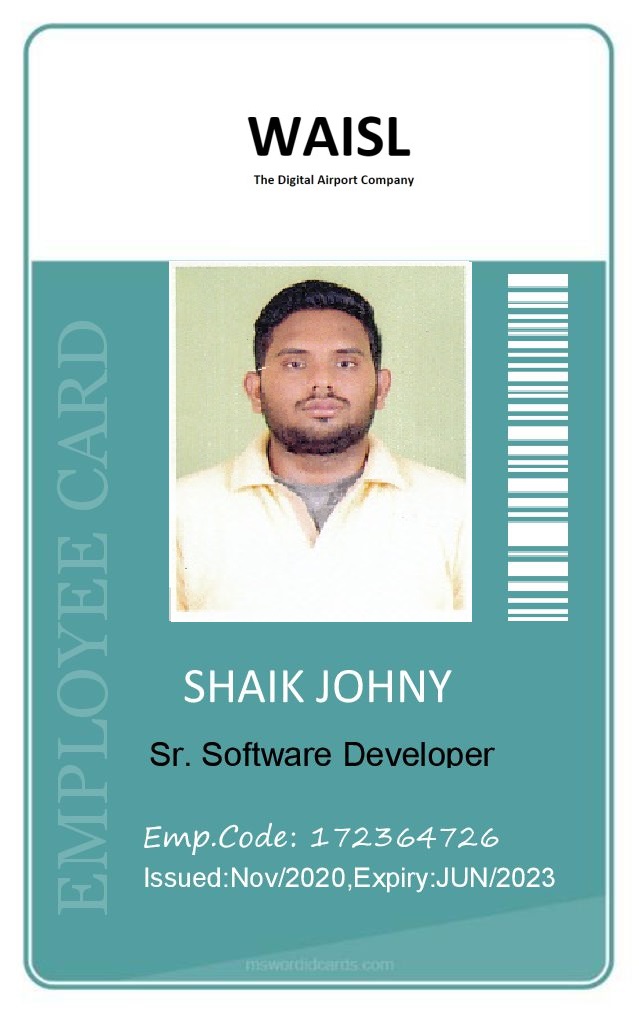 WAISL
The Digital Airport Company
EMPLOYEE CARD
SHAIK JOHNY
Sr. Software Developer
Emp.Code: 172364726
Issued:Nov/2020,Expiry:JUN/2023
mswordidcards.com